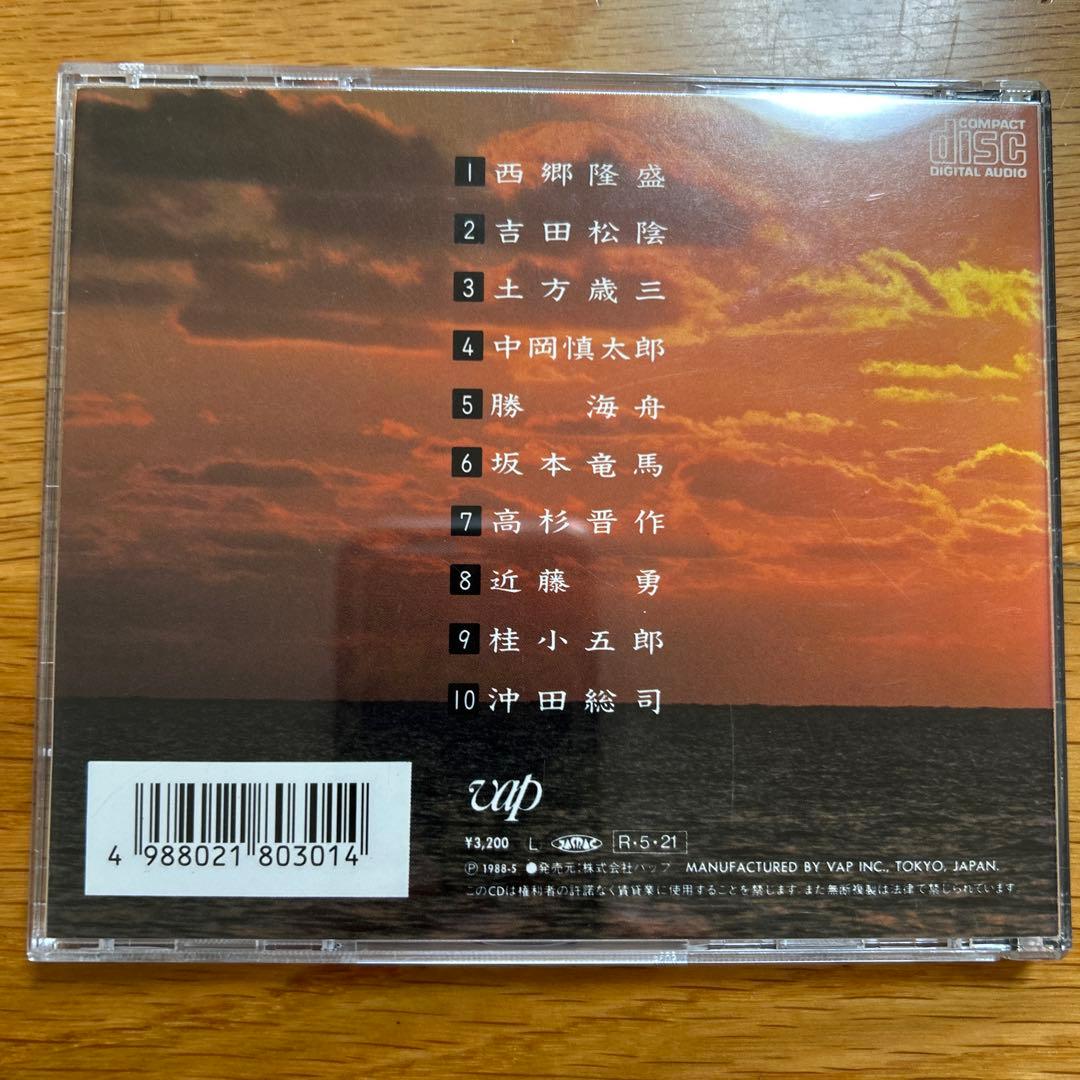 COMPACT
disc
DIGITAL AUDIO
1 西郷隆盛
2 吉田松陰
3 土方歳三
4 中岡慎太郎
5 勝 海舟
6 坂本竜馬
7 高杉晋作
8 近藤 勇
9 桂小五郎
10 沖田総司
vap
¥3,200 L JASRAC R・5・21
4 988021 803014
Ⓟ 1988-5 ●発売元:株式会社バップ MANUFACTURED BY VAP INC., TOKYO, JAPAN.
このCDは権利者の許諾なく賃貸業に使用することを禁じます.また無断複製は法律で禁じられています